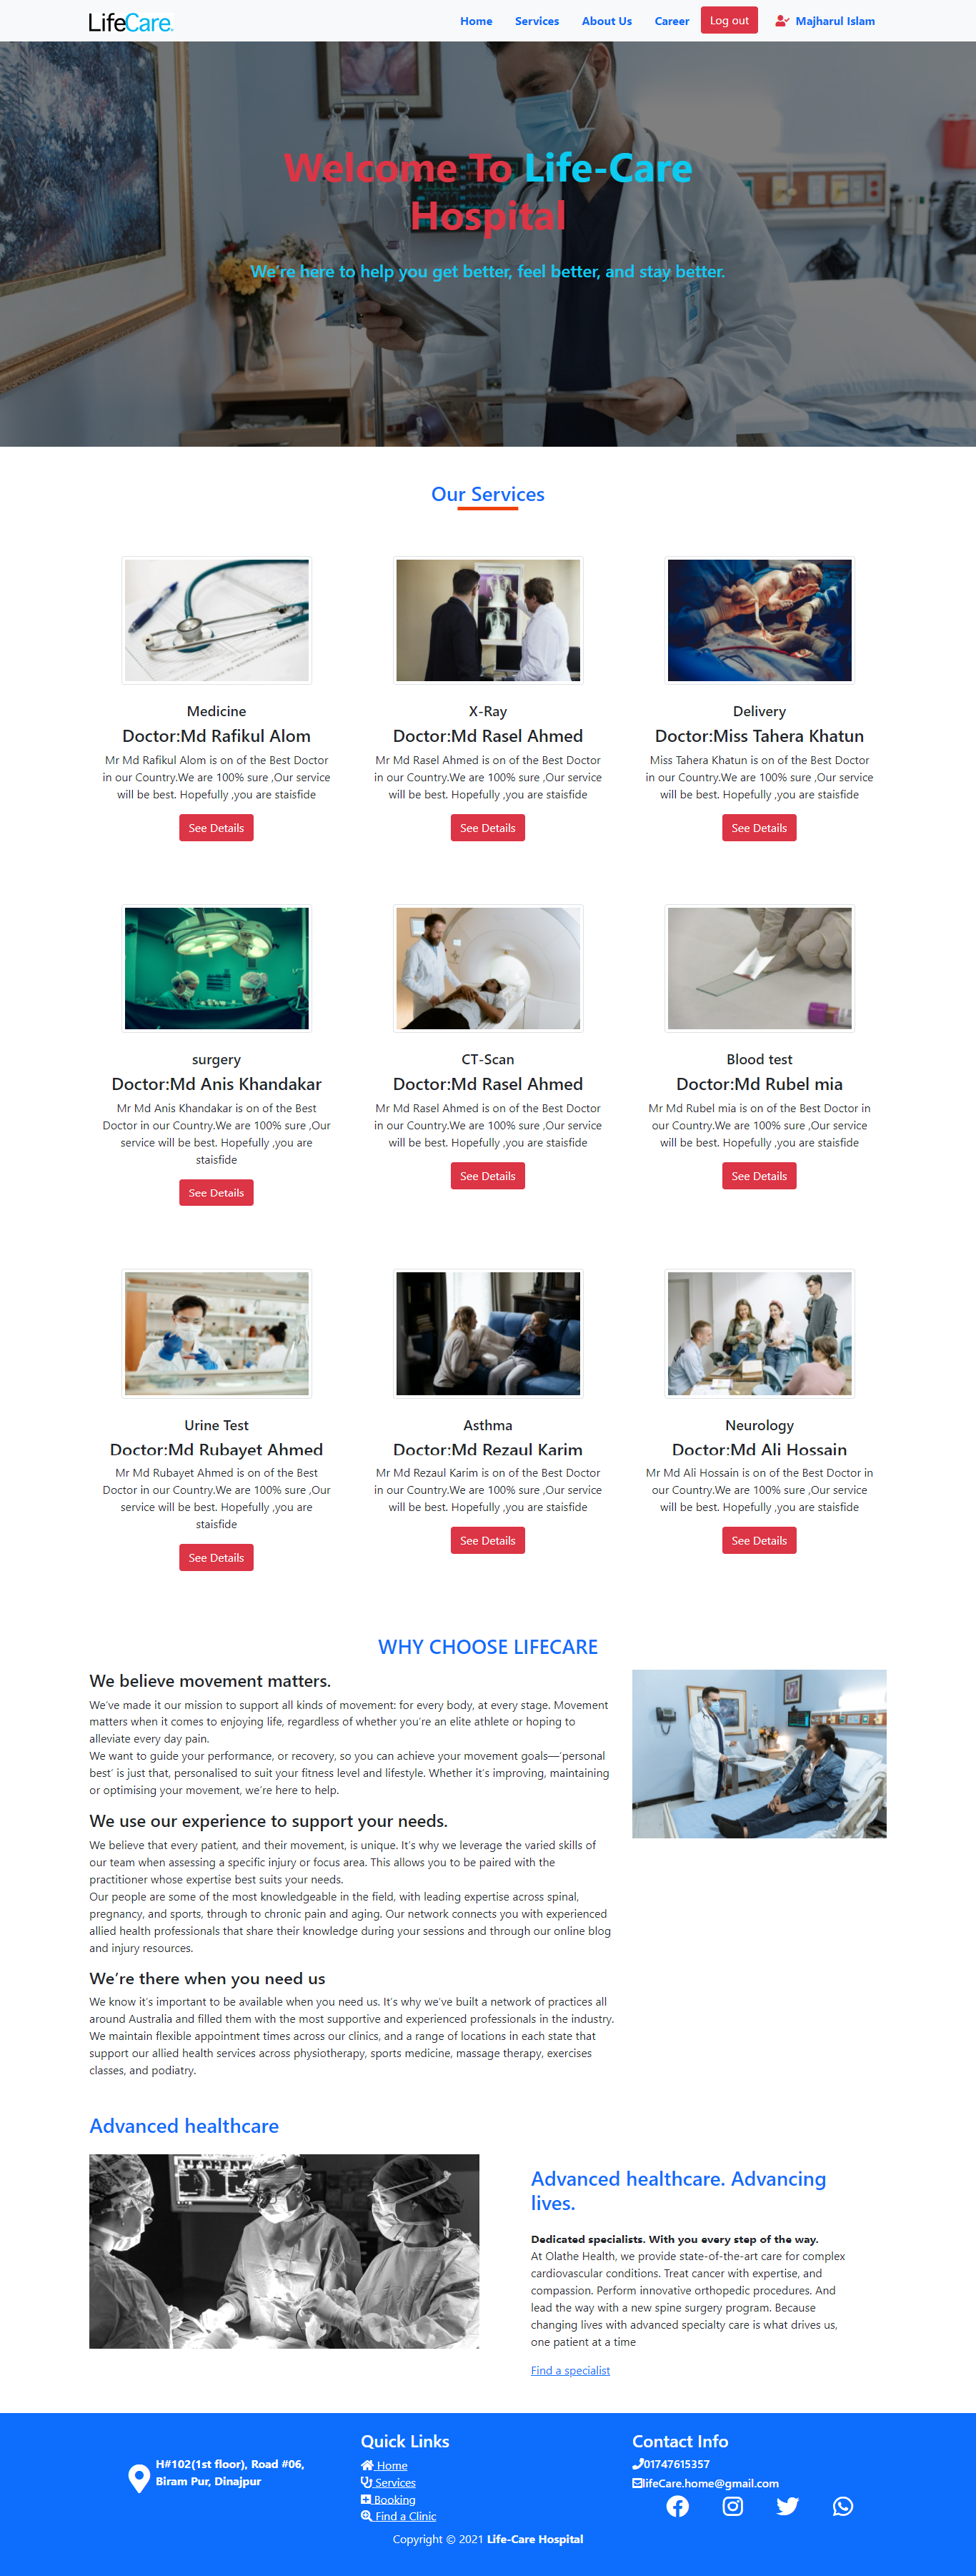 LifeCare.
Home Services About Us Career Log out Majharul Islam
Welcome To Life-Care
Hospital
We're here to help you get better, feel better, and stay better.
Our Services
Medicine
Doctor:Md Rafikul Alom
Mr Md Rafikul Alom is on of the Best Doctor
in our Country.We are 100% sure ,Our service
will be best. Hopefully ,you are staisfide
See Details
X-Ray
Doctor:Md Rasel Ahmed
Mr Md Rasel Ahmed is on of the Best Doctor
in our Country.We are 100% sure ,Our service
will be best. Hopefully ,you are staisfide
See Details
Delivery
Doctor:Miss Tahera Khatun
Miss Tahera Khatun is on of the Best Doctor
in our Country.We are 100% sure ,Our service
will be best. Hopefully ,you are staisfide
See Details
surgery
Doctor:Md Anis Khandakar
Mr Md Anis Khandakar is on of the Best
Doctor in our Country.We are 100% sure ,Our
service will be best. Hopefully ,you are
staisfide
See Details
CT-Scan
Doctor:Md Rasel Ahmed
Mr Md Rasel Ahmed is on of the Best Doctor
in our Country.We are 100% sure ,Our service
will be best. Hopefully ,you are staisfide
See Details
Blood test
Doctor:Md Rubel mia
Mr Md Rubel mia is on of the Best Doctor in
our Country.We are 100% sure ,Our service
will be best. Hopefully ,you are staisfide
See Details
Urine Test
Doctor:Md Rubayet Ahmed
Mr Md Rubayet Ahmed is on of the Best
Doctor in our Country.We are 100% sure ,Our
service will be best. Hopefully ,you are
staisfide
See Details
Asthma
Doctor:Md Rezaul Karim
Mr Md Rezaul Karim is on of the Best Doctor
in our Country.We are 100% sure ,Our service
will be best. Hopefully ,you are staisfide
See Details
Neurology
Doctor:Md Ali Hossain
Mr Md Ali Hossain is on of the Best Doctor in
our Country.We are 100% sure ,Our service
will be best. Hopefully ,you are staisfide
See Details
WHY CHOOSE LIFECARE
We believe movement matters.
We've made it our mission to support all kinds of movement: for every body, at every stage. Movement
matters when it comes to enjoying life, regardless of whether you're an elite athlete or hoping to
alleviate every day pain.
We want to guide your performance, or recovery, so you can achieve your movement goals—'personal
best' is just that, personalised to suit your fitness level and lifestyle. Whether it's improving, maintaining
or optimising your movement, we're here to help.
We use our experience to support your needs.
We believe that every patient, and their movement, is unique. It's why we leverage the varied skills of
our team when assessing a specific injury or focus area. This allows you to be paired with the
practitioner whose expertise best suits your needs.
Our people are some of the most knowledgeable in the field, with leading expertise across spinal,
pregnancy, and sports, through to chronic pain and aging. Our network connects you with experienced
allied health professionals that share their knowledge during your sessions and through our online blog
and injury resources.
We're there when you need us
We know it's important to be available when you need us. It's why we've built a network of practices all
around Australia and filled them with the most supportive and experienced professionals in the industry.
We maintain flexible appointment times across our clinics, and a range of locations in each state that
support our allied health services across physiotherapy, sports medicine, massage therapy, exercises
classes, and podiatry.
Advanced healthcare
Advanced healthcare. Advancing
lives.
Dedicated specialists. With you every step of the way.
At Olathe Health, we provide state-of-the-art care for complex
cardiovascular conditions. Treat cancer with expertise, and
compassion. Perform innovative orthopedic procedures. And
lead the way with a new spine surgery program. Because
changing lives with advanced specialty care is what drives us,
one patient at a time
Find a specialist
H#102(1st floor), Road #06,
Biram Pur, Dinajpur
Quick Links
Home
Services
Booking
Find a Clinic
Contact Info
01747615357
lifeCare.home@gmail.com
Copyright © 2021 Life-Care Hospital